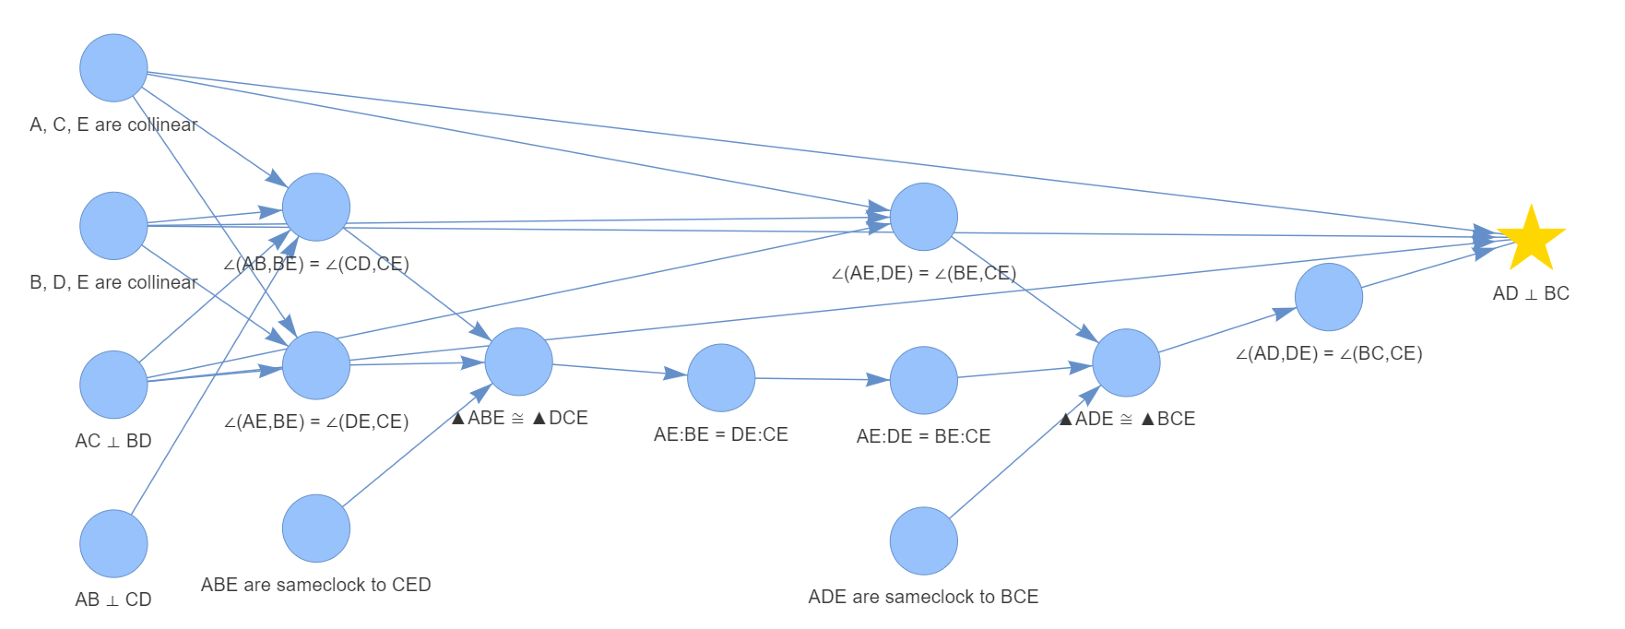 A, C, E are collinear
B, D, E are collinear
∠(AB,BE) = ∠(CD,CE)
∠(AE,DE) = ∠(BE,CE)
AD ⊥ BC
∠(AD,DE) = ∠(BC,CE)
AC ⊥ BD
∠(AE,BE) = ∠(DE,CE)
▲ABE ≅ ▲DCE
AE:BE = DE:CE
AE:DE = BE:CE
▲ADE ≅ ▲BCE
AB ⊥ CD
ABE are sameclock to CED
ADE are sameclock to BCE